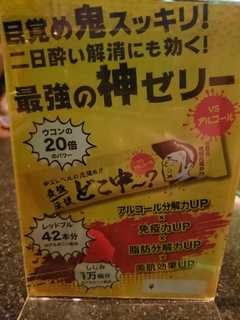 目覚め鬼スッキリ!
二日酔い解消にも効く!
最強の神ゼリー
VS
アルコール
ウコンの
20倍
のパワー
どこ中〜?
レッドブル
42本分
アルコール分解力UP
×
免疫力UP
×
脂肪分解力UP
×
美肌効果UP
しじみ
1万個分
¥